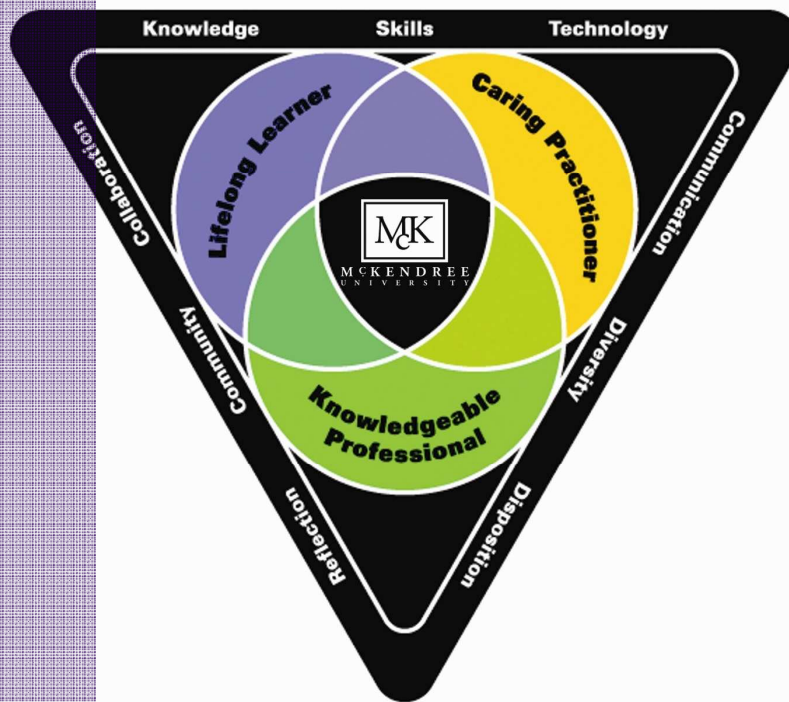 Knowledge Skills Technology
Collaboration
Community
Reflection
Communication
Diversity
Disposition
Lifelong Learner
Caring Practitioner
McK
McKENDREE
UNIVERSITY
Knowledgeable
Professional